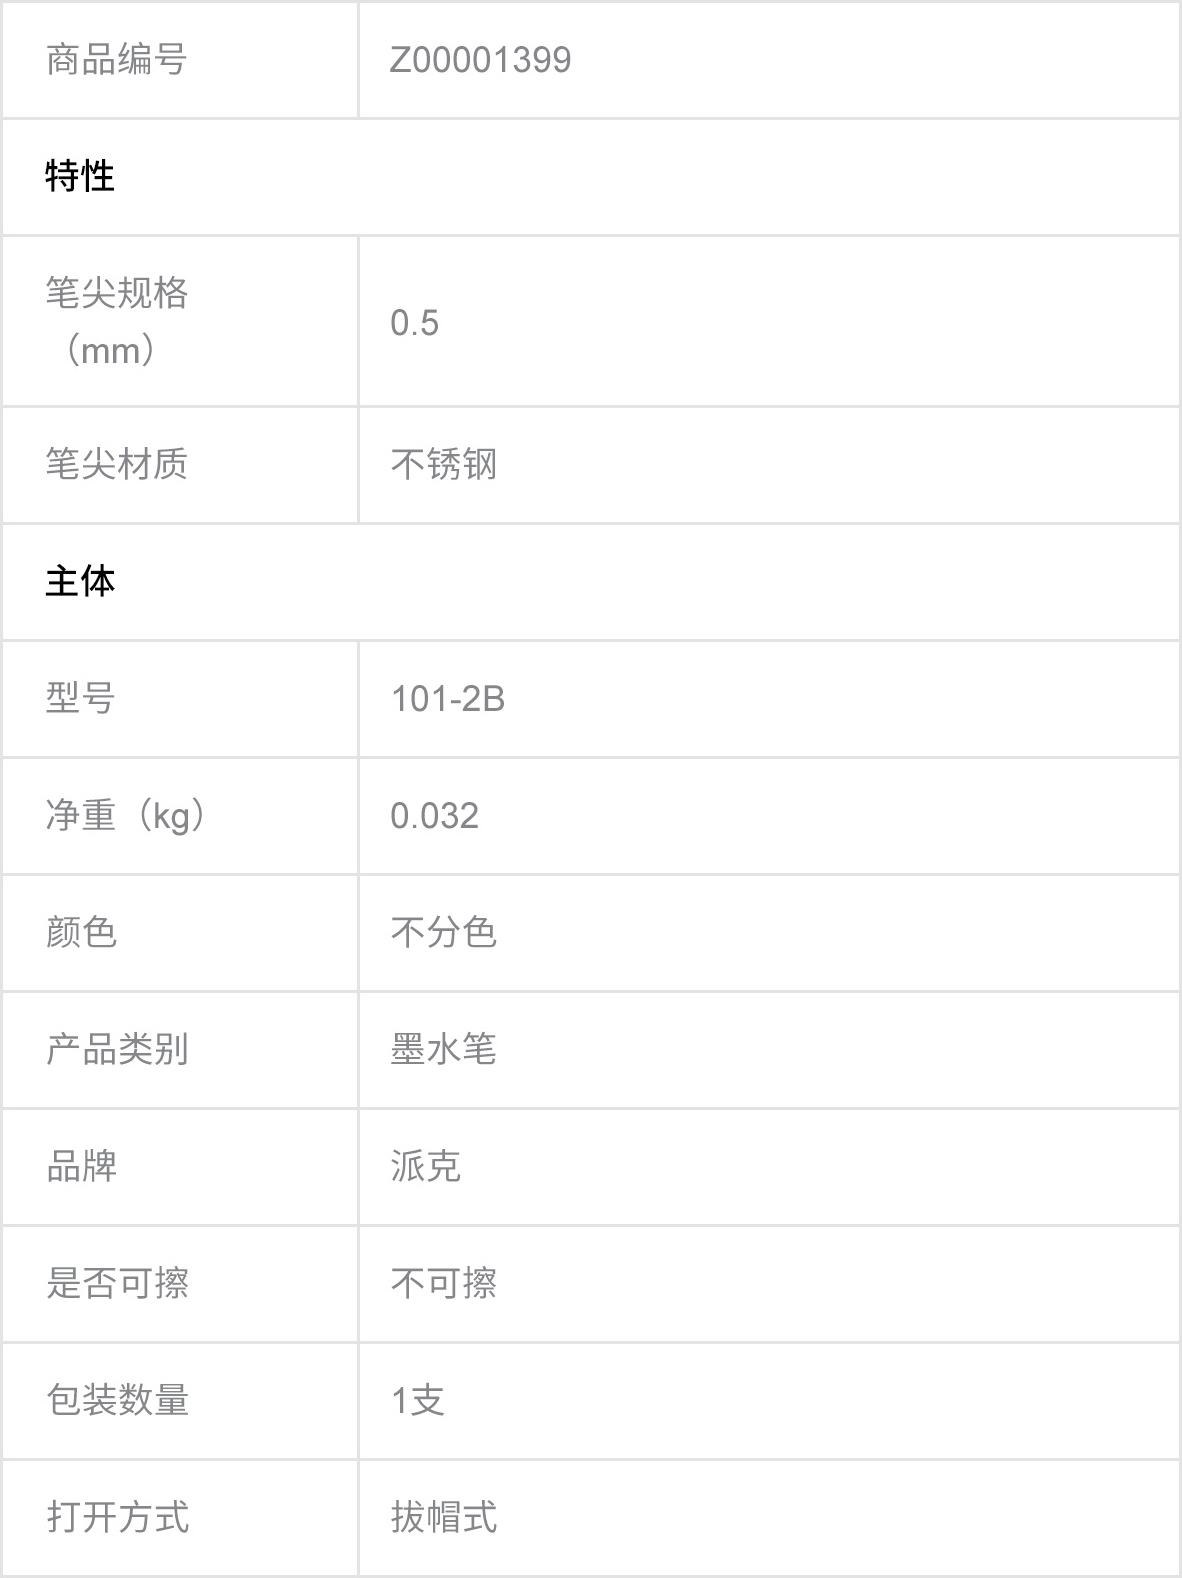 商品编号 Z00001399
特性
笔尖规格
（mm） 0.5
笔尖材质 不锈钢
主体
型号 101-2B
净重（kg） 0.032
颜色 不分色
产品类别 墨水笔
品牌 派克
是否可擦 不可擦
包装数量 1支
打开方式 拔帽式